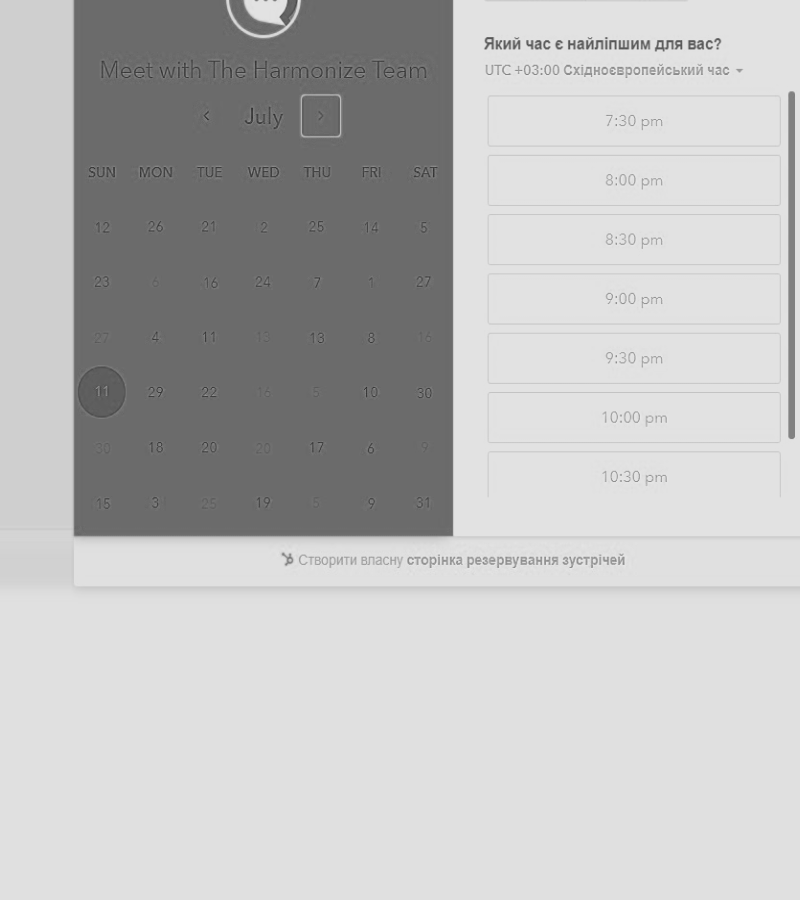 Meet with The Harmonize Team
July
SUN MON TUE WED THU FRI SAT
12 26 21 2 25 14 5
23 6 16 24 7 1 27
27 4 11 13 13 8 16
11 29 22 16 5 10 30
30 18 20 20 17 6 9
15 3 25 19 5 9 31
Який час є найліпшим для вас?
UTC +03:00 Східноєвропейський час
7:30 pm
8:00 pm
8:30 pm
9:00 pm
9:30 pm
10:00 pm
10:30 pm
Створити власну сторінка резервування зустрічей